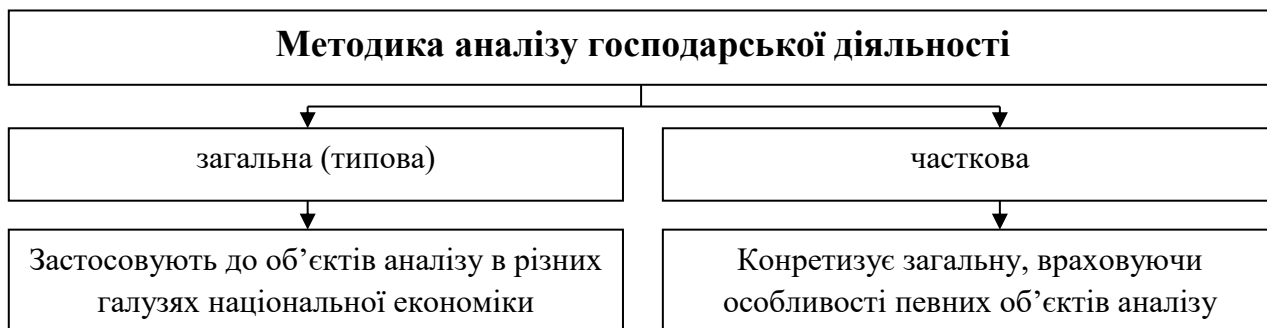 Методика аналізу господарської діяльності
загальна (типова)
часткова
Застосовують до об’єктів аналізу в різних
галузях національної економіки
Конретизує загальну, враховуючи
особливості певних об’єктів аналізу